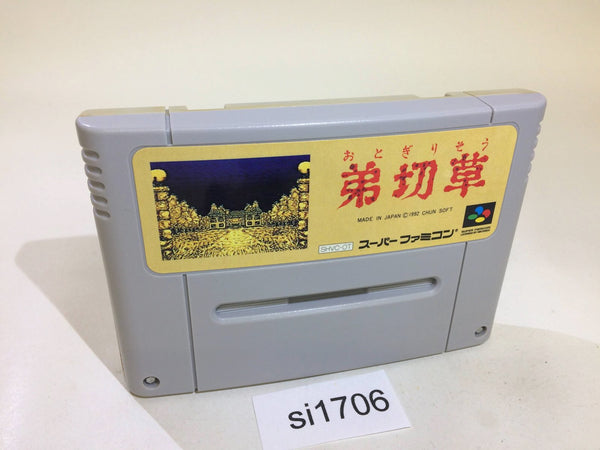 おとぎりそう
弟切草
MADE IN JAPAN ©1992 CHUN SOFT
SHVC-OT
スーパーファミコン
si1706